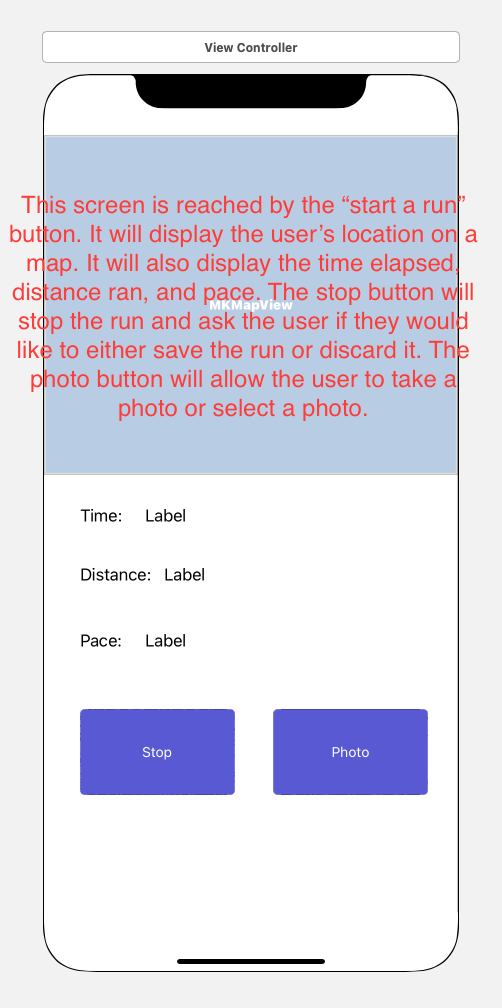 View Controller
This screen is reached by the “start a run”
button. It will display the user’s location on a
map. It will also display the time elapsed,
distance ran, and pace. The stop button will
MKMapView
stop the run and ask the user if they would
like to either save the run or discard it. The
photo button will allow the user to take a
photo or select a photo.
Time: Label
Distance: Label
Pace: Label
Stop Photo